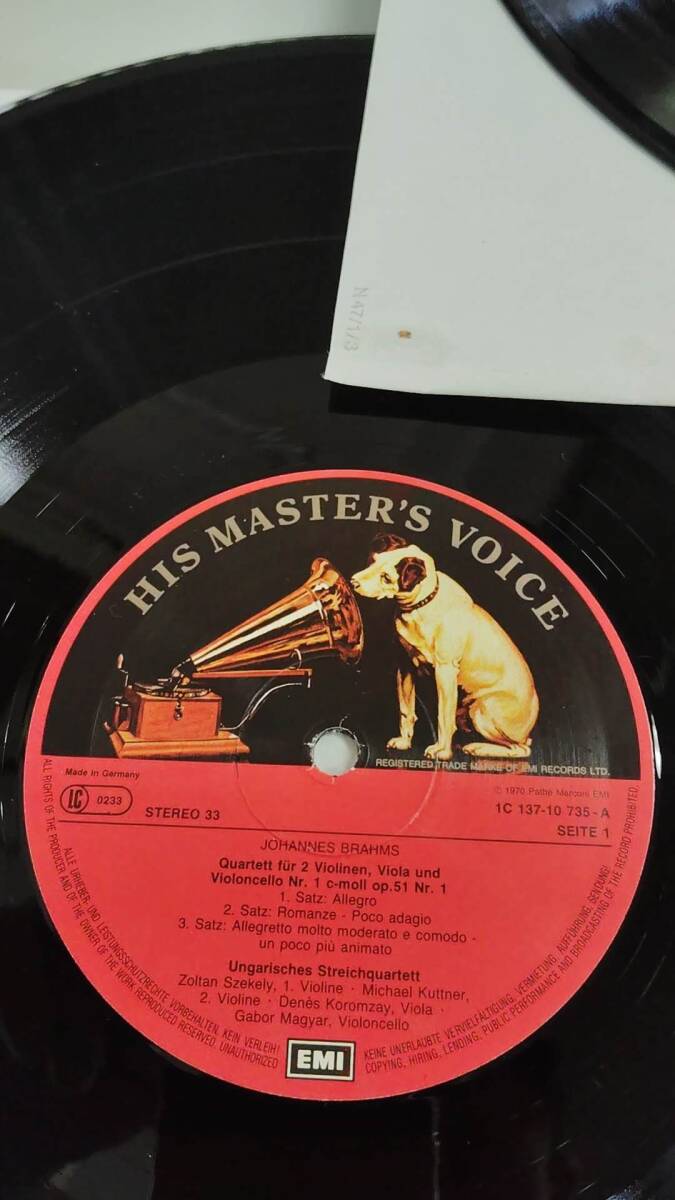 N47/1/3
HIS MASTER'S VOICE
REGISTERED TRADE MARKS OF EMI RECORDS LTD.
Made in Germany
LC 0233
STEREO 33
℗ 1970 Pathé Marconi EMI
1C 137-10 735-A
SEITE 1
JOHANNES BRAHMS
Quartett für 2 Violinen, Viola und
Violoncello Nr. 1 c-moll op. 51 Nr. 1
1. Satz: Allegro
2. Satz: Romanze - Poco adagio
3. Satz: Allegretto molto moderato e comodo -
un poco più animato
Ungarisches Streichquartett
Zoltan Szekely, 1. Violine · Michael Kuttner,
2. Violine · Denès Koromzay, Viola ·
Gabor Magyar, Violoncello
EMI
ALLE URHEBER- UND LEISTUNGSSCHUTZRECHTE VORBEHALTEN. KEIN VERLEIH!
KEINE UNERLAUBTE VERVIELFÄLTIGUNG, VERMIETUNG, AUFFÜHRUNG, SENDUNG!
ALL RIGHTS OF THE PRODUCER AND OF THE OWNER OF THE WORK REPRODUCED RESERVED. UNAUTHORIZED
COPYING, HIRING, LENDING, PUBLIC PERFORMANCE AND BROADCASTING OF THE RECORD PROHIBITED.